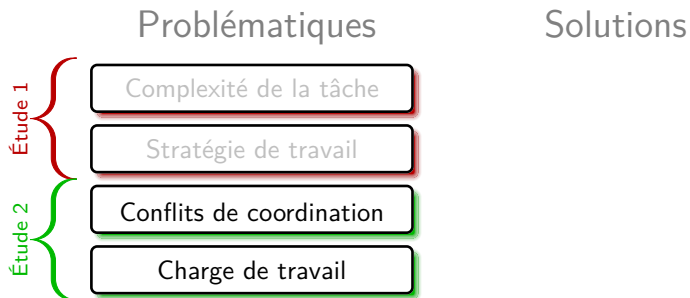 Problématiques Solutions
Étude 1
Complexité de la tâche
Stratégie de travail
Étude 2
Conflits de coordination
Charge de travail